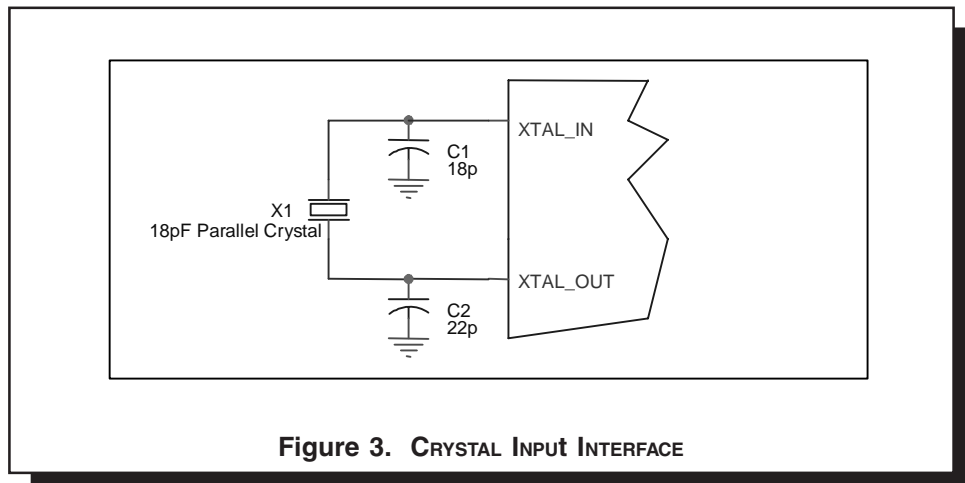 XTAL_IN
C1
18p
X1
18pF Parallel Crystal
XTAL_OUT
C2
22p
Figure 3. CRYSTAL INPUt INTERFACE